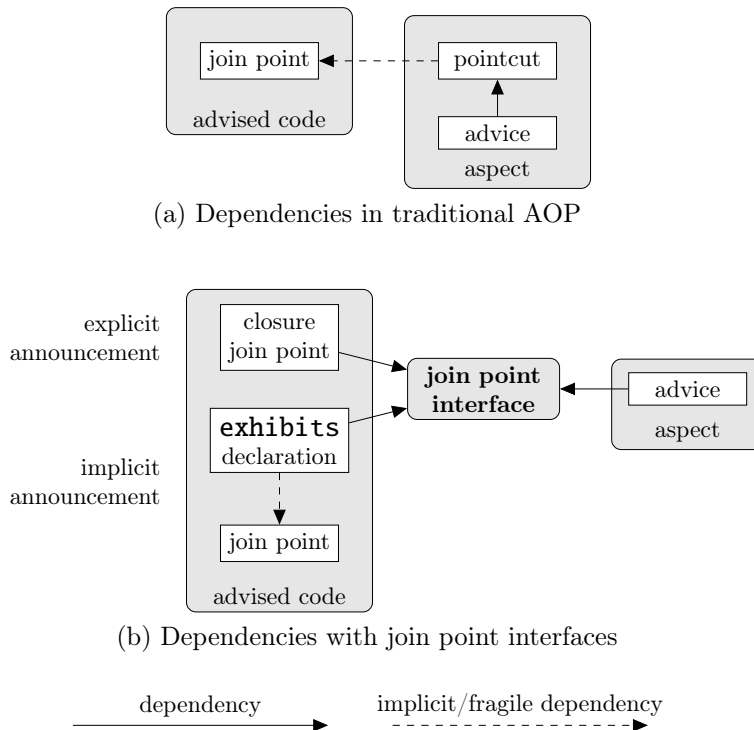 join point
pointcut
advised code
advice
aspect
(a) Dependencies in traditional AOP
explicit
announcement
closure
join point
join point
interface
advice
aspect
exhibits
declaration
implicit
announcement
join point
advised code
(b) Dependencies with join point interfaces
dependency
implicit/fragile dependency